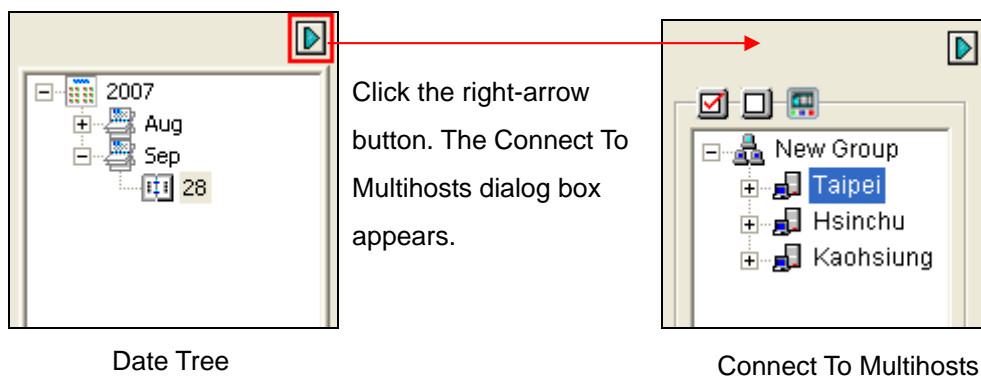 2007
Aug
Sep
28
Date Tree
Click the right-arrow
button. The Connect To
Multihosts dialog box
appears.
New Group
Taipei
Hsinchu
Kaohsiung
Connect To Multihosts